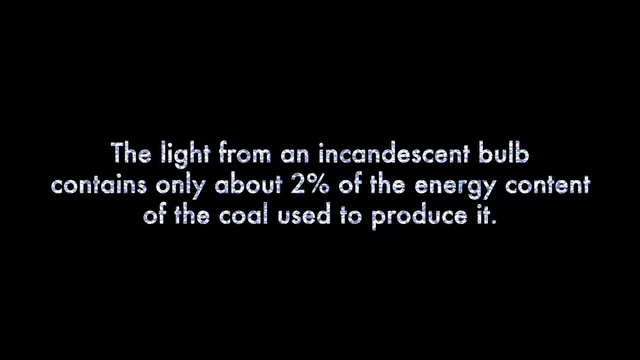 The light from an incandescent bulb
contains only about 2% of the energy content
of the coal used to produce it.